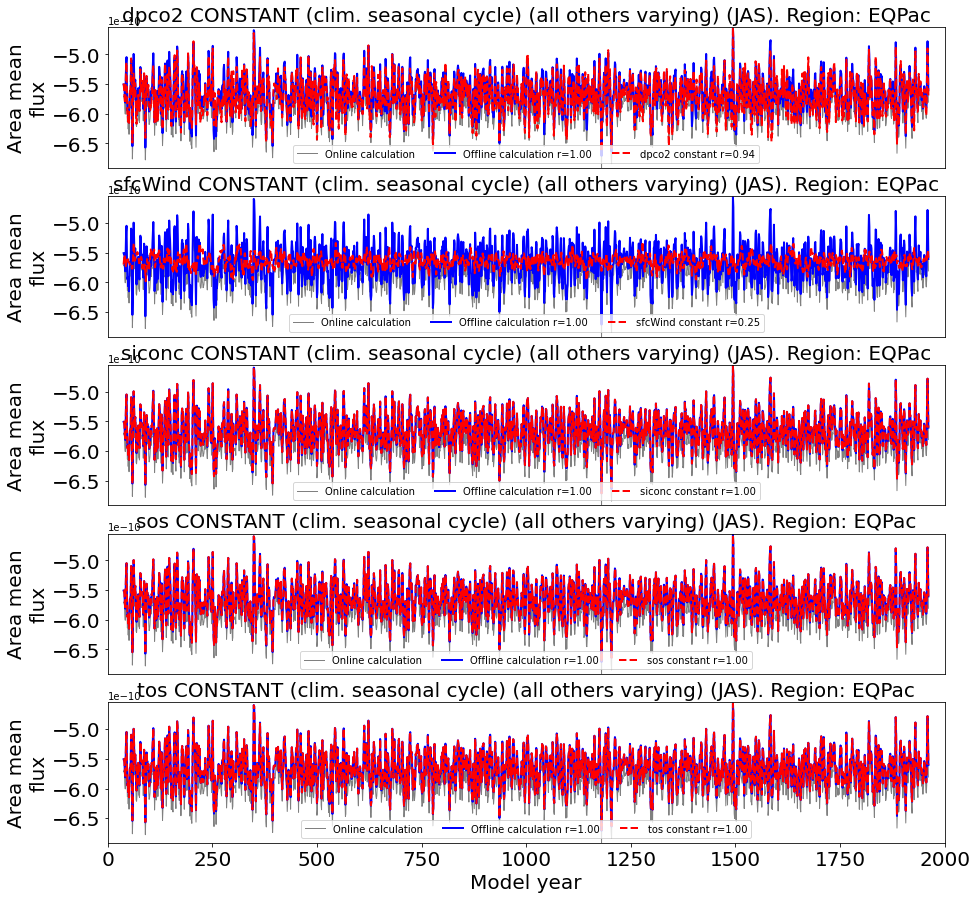 1e−10
dpco2 CONSTANT (clim. seasonal cycle) (all others varying) (JAS). Region: EQPac
Area mean
flux
−5.0
−5.5
−6.0
−6.5
Online calculation
Offline calculation r=1.00
dpco2 constant r=0.94
1e−10
sfcWind CONSTANT (clim. seasonal cycle) (all others varying) (JAS). Region: EQPac
Area mean
flux
−5.0
−5.5
−6.0
−6.5
Online calculation
Offline calculation r=1.00
sfcWind constant r=0.25
1e−10
siconc CONSTANT (clim. seasonal cycle) (all others varying) (JAS). Region: EQPac
Area mean
flux
−5.0
−5.5
−6.0
−6.5
Online calculation
Offline calculation r=1.00
siconc constant r=1.00
1e−10
sos CONSTANT (clim. seasonal cycle) (all others varying) (JAS). Region: EQPac
Area mean
flux
−5.0
−5.5
−6.0
−6.5
Online calculation
Offline calculation r=1.00
sos constant r=1.00
1e−10
tos CONSTANT (clim. seasonal cycle) (all others varying) (JAS). Region: EQPac
Area mean
flux
−5.0
−5.5
−6.0
−6.5
Online calculation
Offline calculation r=1.00
tos constant r=1.00
0 250 500 750 1000 1250 1500 1750 2000
Model year